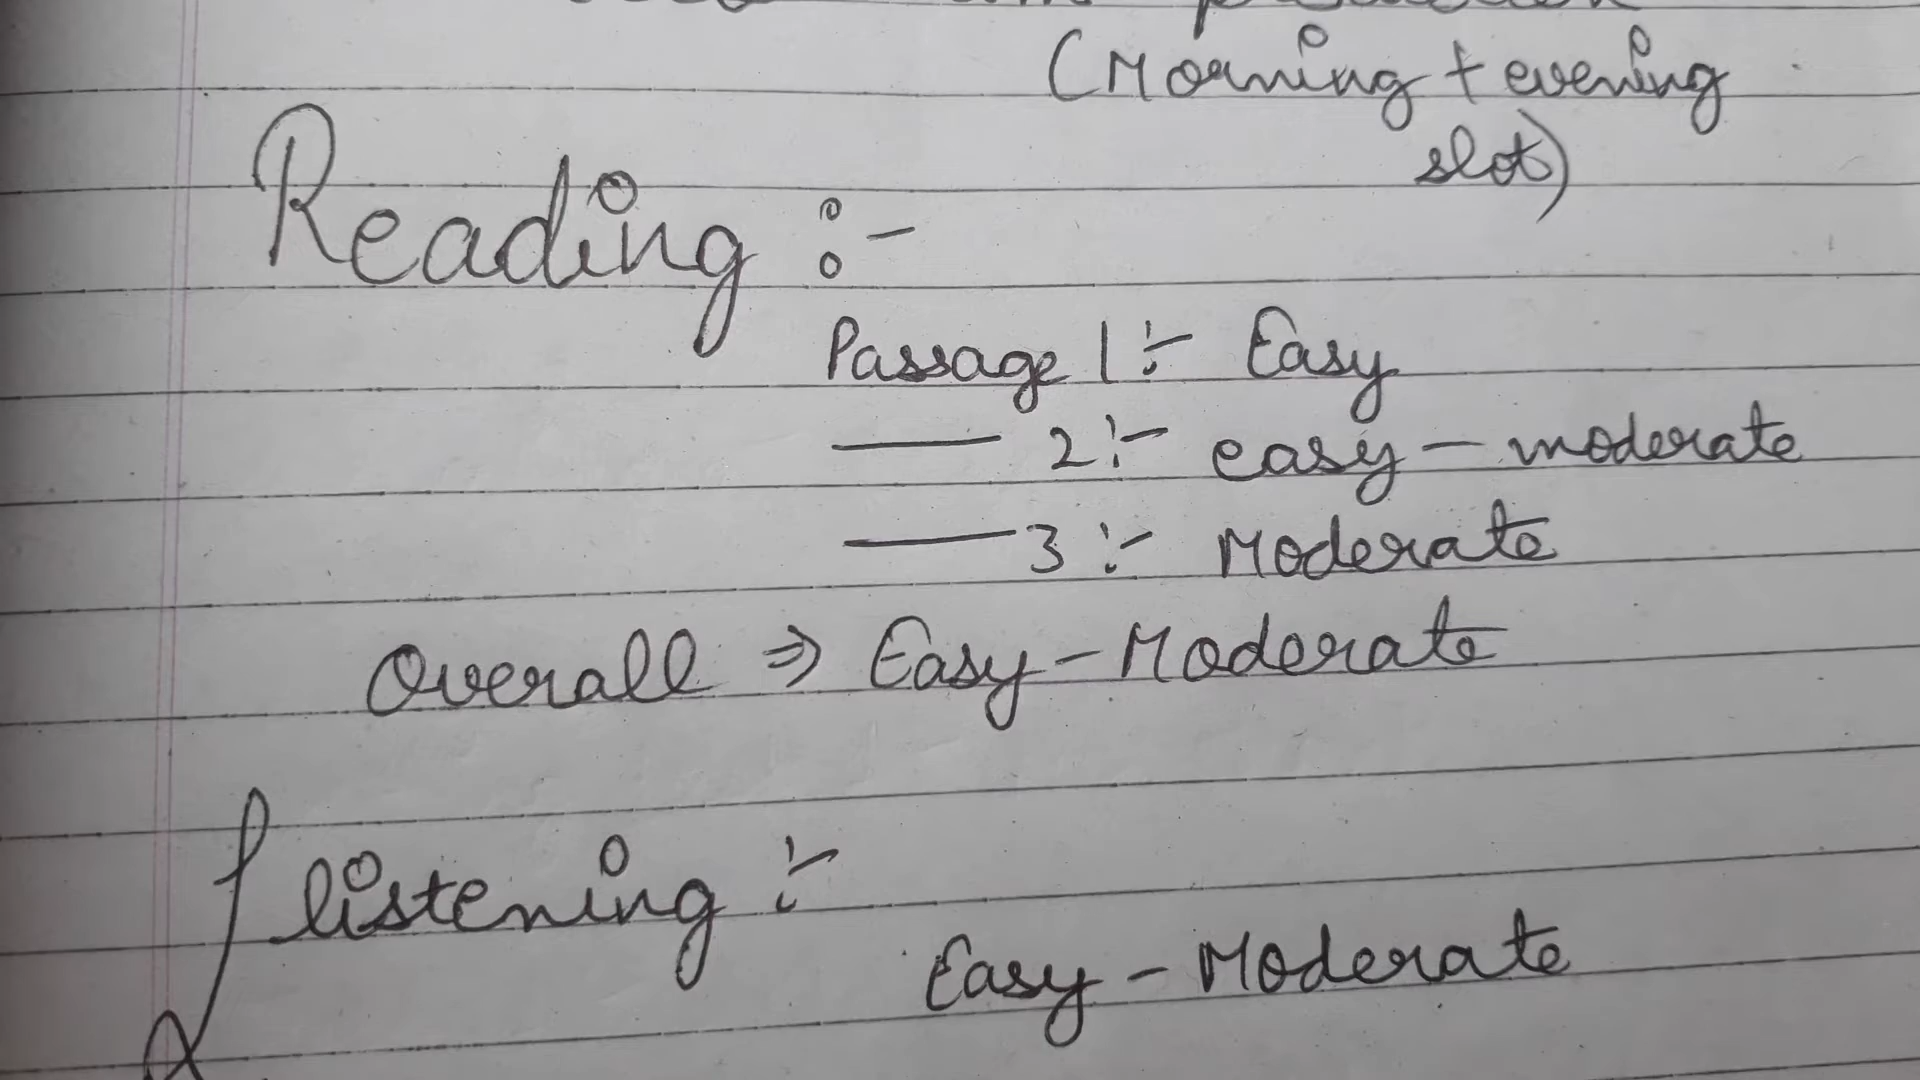 (Morning + evening
slot)
Reading :-
Passage 1 :- Easy
—— 2 :- easy - moderate
—— 3 :- Moderate
Overall ⇒ Easy - Moderate
listening :-
Easy - Moderate